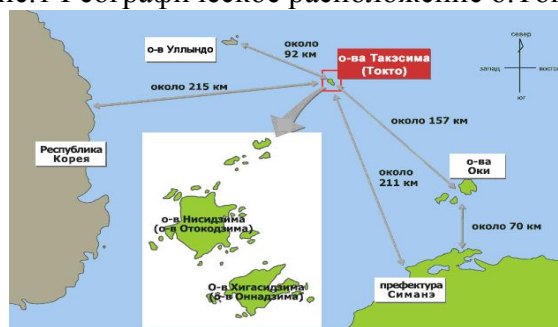 о-в Уллындо
около
92 км
о-ва Такэсима
(Токто)
север
запад
восток
юг
около 215 км
около 157 км
Республика
Корея
о-ва
Оки
около
211 км
о-в Нисидзима
(о-в Отокодзима)
около 70 км
О-в Хигасидзима
(о-в Оннадзима)
префектура
Симанэ